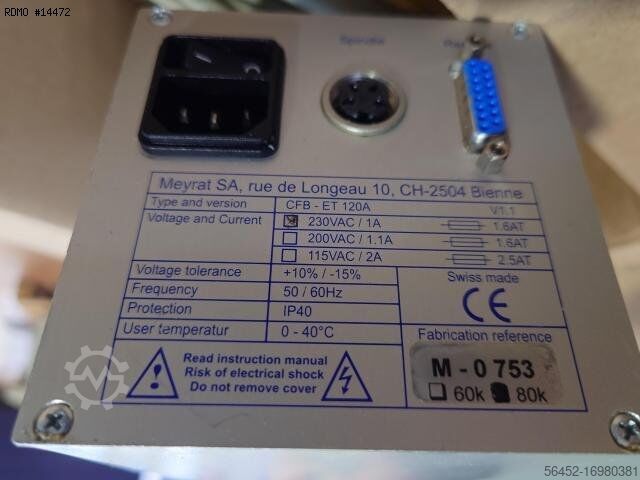 RDMO #14472
Spindle
Meyrat SA, rue de Longeau 10, CH-2504 Bienne
Type and version CFB - ET 120A V1.1
Voltage and Current 230VAC / 1A 1.6AT
200VAC / 1.1A 1.6AT
115VAC / 2A 2.5AT
Voltage tolerance +10% / -15% Swiss made
Frequency 50 / 60Hz CE
Protection IP40
User temperatur 0 - 40°C Fabrication reference
Read instruction manual
Risk of electrical shock
Do not remove cover
M - 0 753
60k 80k
56452-16980381